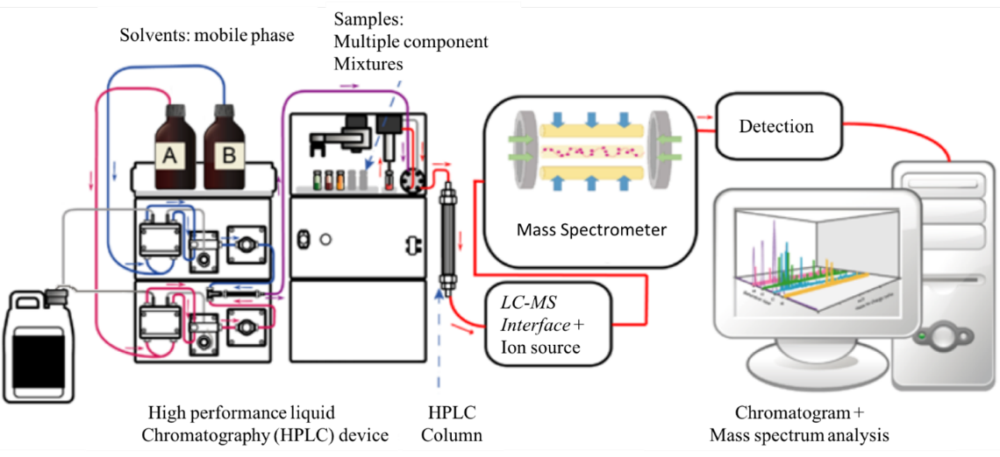 Solvents: mobile phase
Samples:
Multiple component
Mixtures
A
B
Detection
Mass Spectrometer
LC-MS
Interface +
Ion source
High performance liquid
Chromatography (HPLC) device
HPLC
Column
Chromatogram +
Mass spectrum analysis